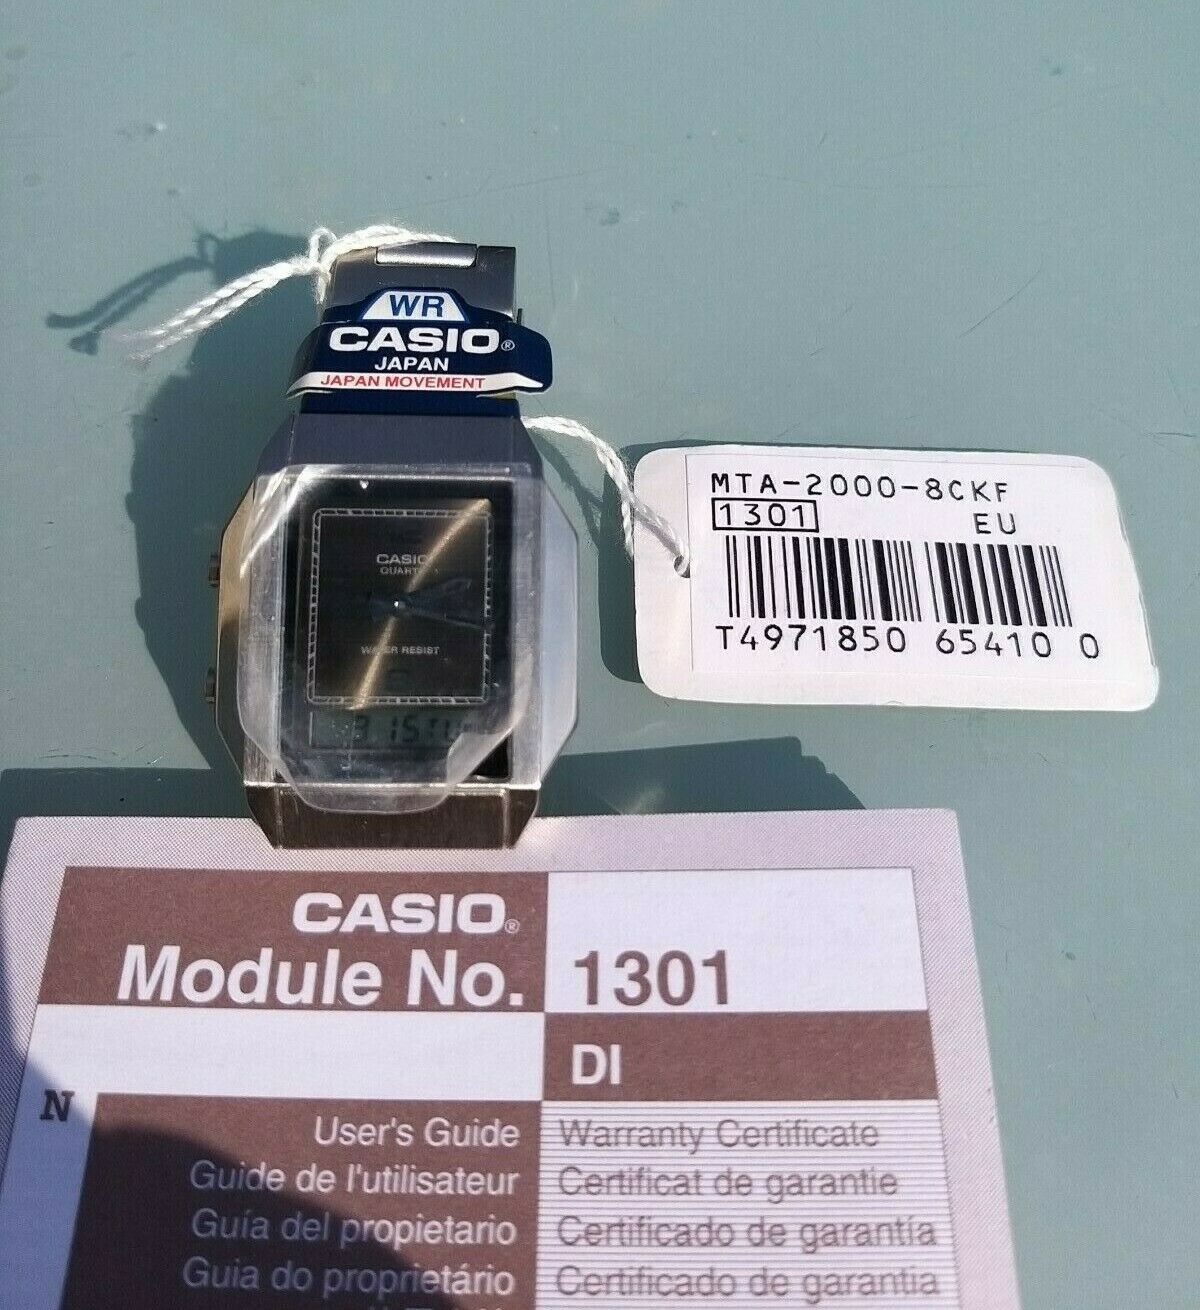 WR
CASIO®
JAPAN
JAPAN MOVEMENT
MTA-2000-8CKF
1301 EU
T4971850 65410 0
CASIO
QUARTZ
WATER RESIST
CASIO®
Module No. 1301
DI
N
User's Guide Warranty Certificate
Guide de l'utilisateur Certificat de garantie
Guía del propietario Certificado de garantía
Guia do proprietário Certificado de garantia